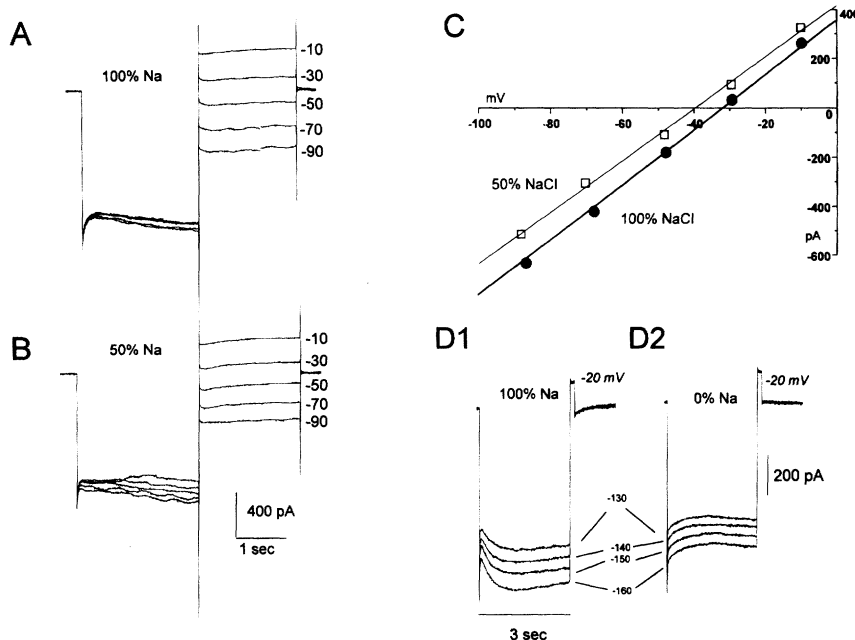 A
100% Na
-10
-30
-50
-70
-90
B
50% Na
-10
-30
-50
-70
-90
400 pA
1 sec
C
400
200
mV
0
-100
-80
-60
-40
-20
-200
50% NaCl
100% NaCl
-400
pA
-600
D1
D2
-20 mV
100% Na
-20 mV
0% Na
200 pA
-130
-140
-150
-160
3 sec